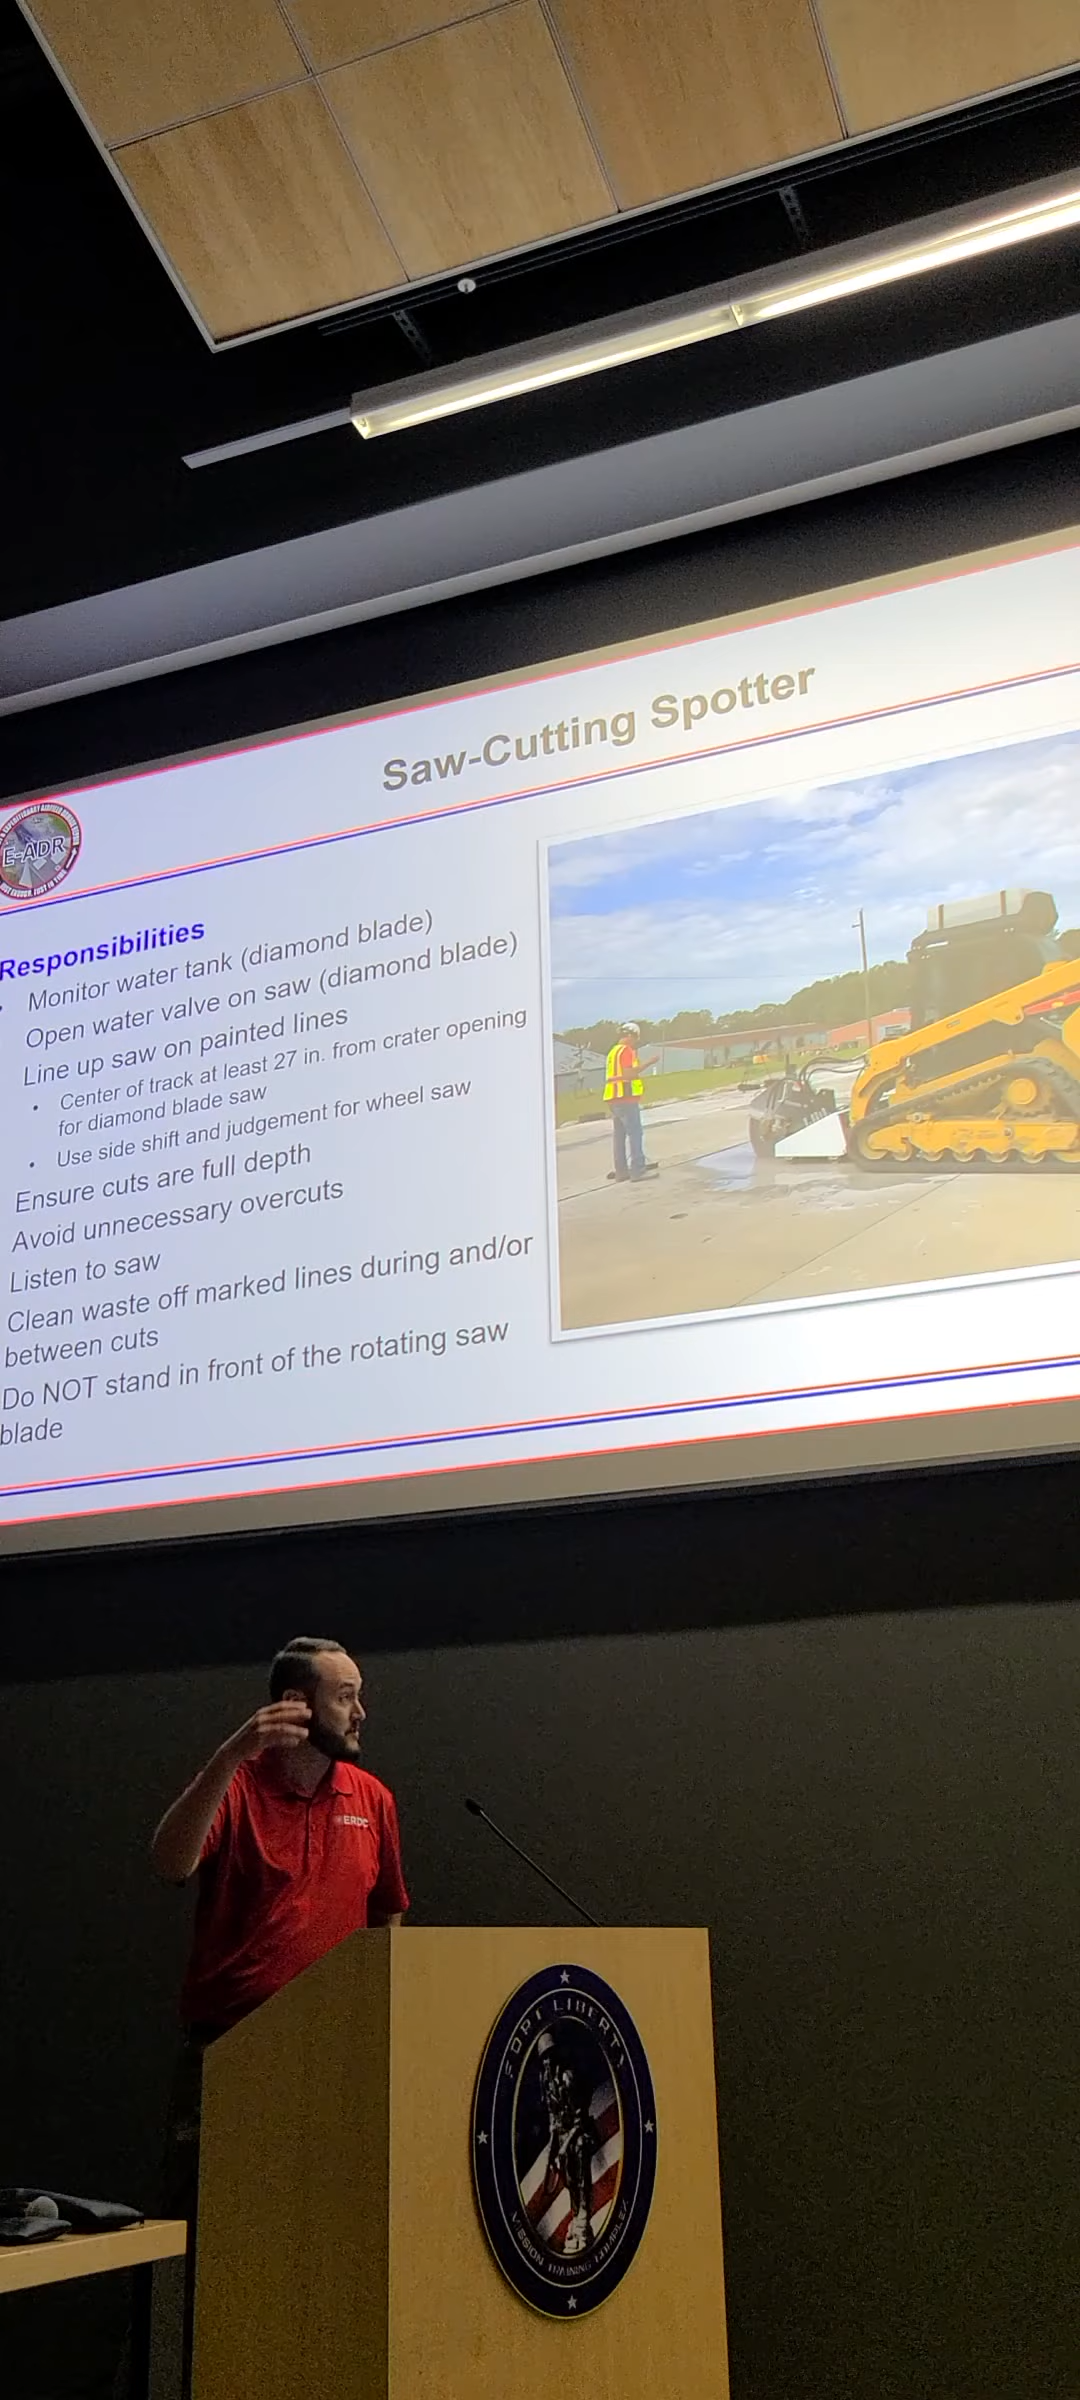 Saw-Cutting Spotter
E-ADR
Responsibilities
• Monitor water tank (diamond blade)
Open water valve on saw (diamond blade)
Line up saw on painted lines
• Center of track at least 27 in. from crater opening
for diamond blade saw
• Use side shift and judgement for wheel saw
Ensure cuts are full depth
Avoid unnecessary overcuts
Listen to saw
Clean waste off marked lines during and/or
between cuts
Do NOT stand in front of the rotating saw
blade
ERDC
FORT LIBERTY
MISSION TRAINING COMPLEX